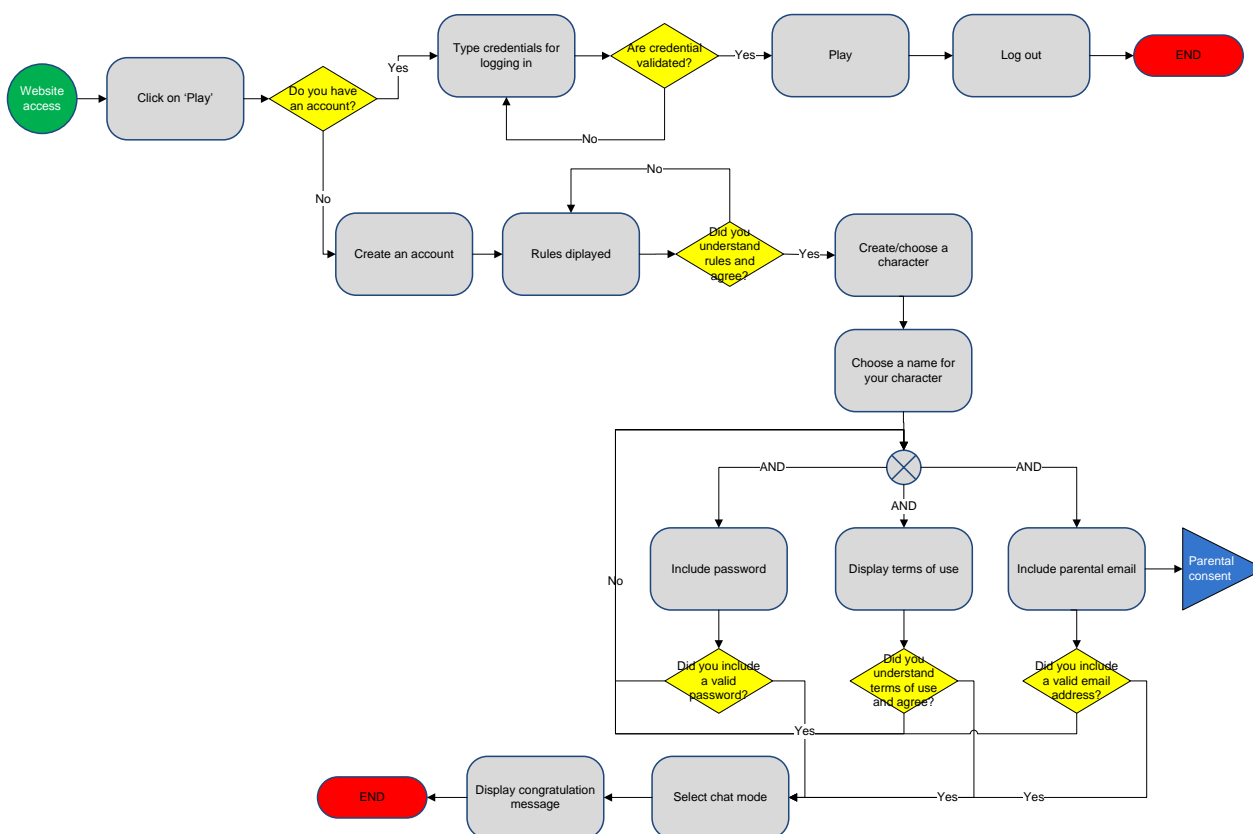 Website
access
Click on ‘Play’
Do you have
an account?
Yes
Type credentials for
logging in
Are credential
validated?
Yes
Play
Log out
END
No
No
Create an account
Rules diplayed
No
Did you
understand
rules and
agree?
Yes
Create/choose a
character
Choose a name for
your character
AND
AND
AND
Include password
Display terms of use
Include parental email
Parental
consent
No
Did you include
a valid
password?
Did you
understand
terms of use
and agree?
Did you include
a valid email
address?
Yes
Yes
Yes
Select chat mode
Display congratulation
message
END